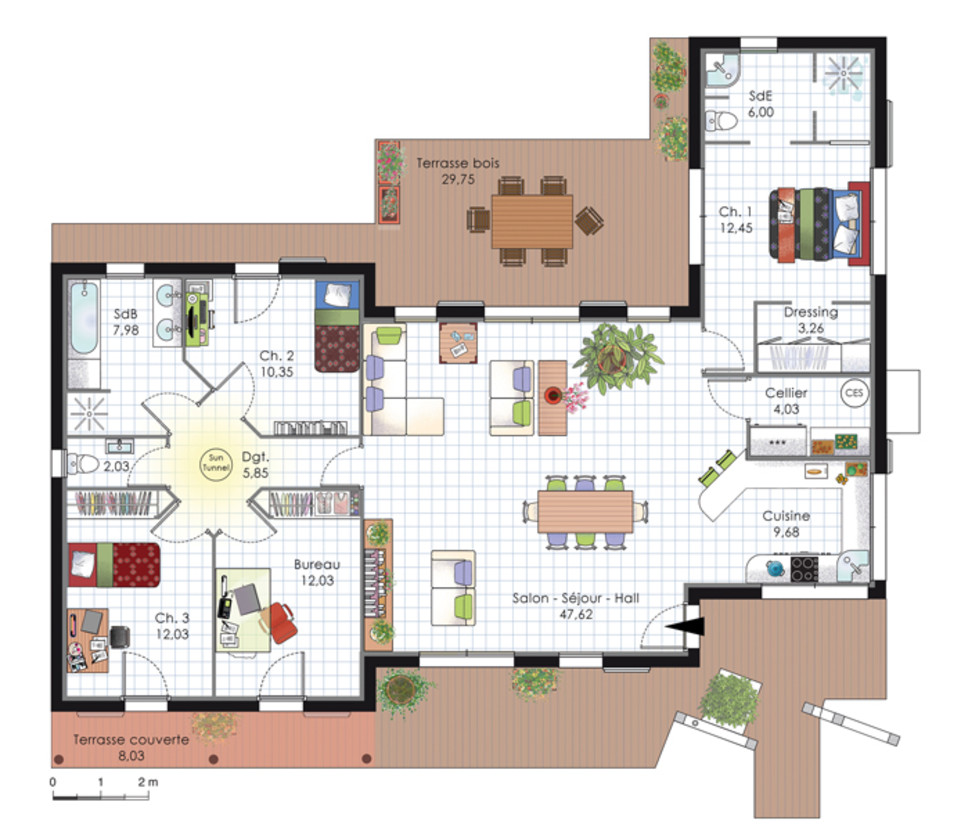 SdE
6,00
Terrasse bois
29,75
Ch. 1
12,45
SdB
7,98
Dressing
3,26
Ch. 2
10,35
Cellier
4,03
CES
Sun
Tunnel
Dgt.
5,85
2,03
***
Cuisine
9,68
Bureau
12,03
Salon - Séjour - Hall
47,62
Ch. 3
12,03
Terrasse couverte
8,03
0 1 2 m